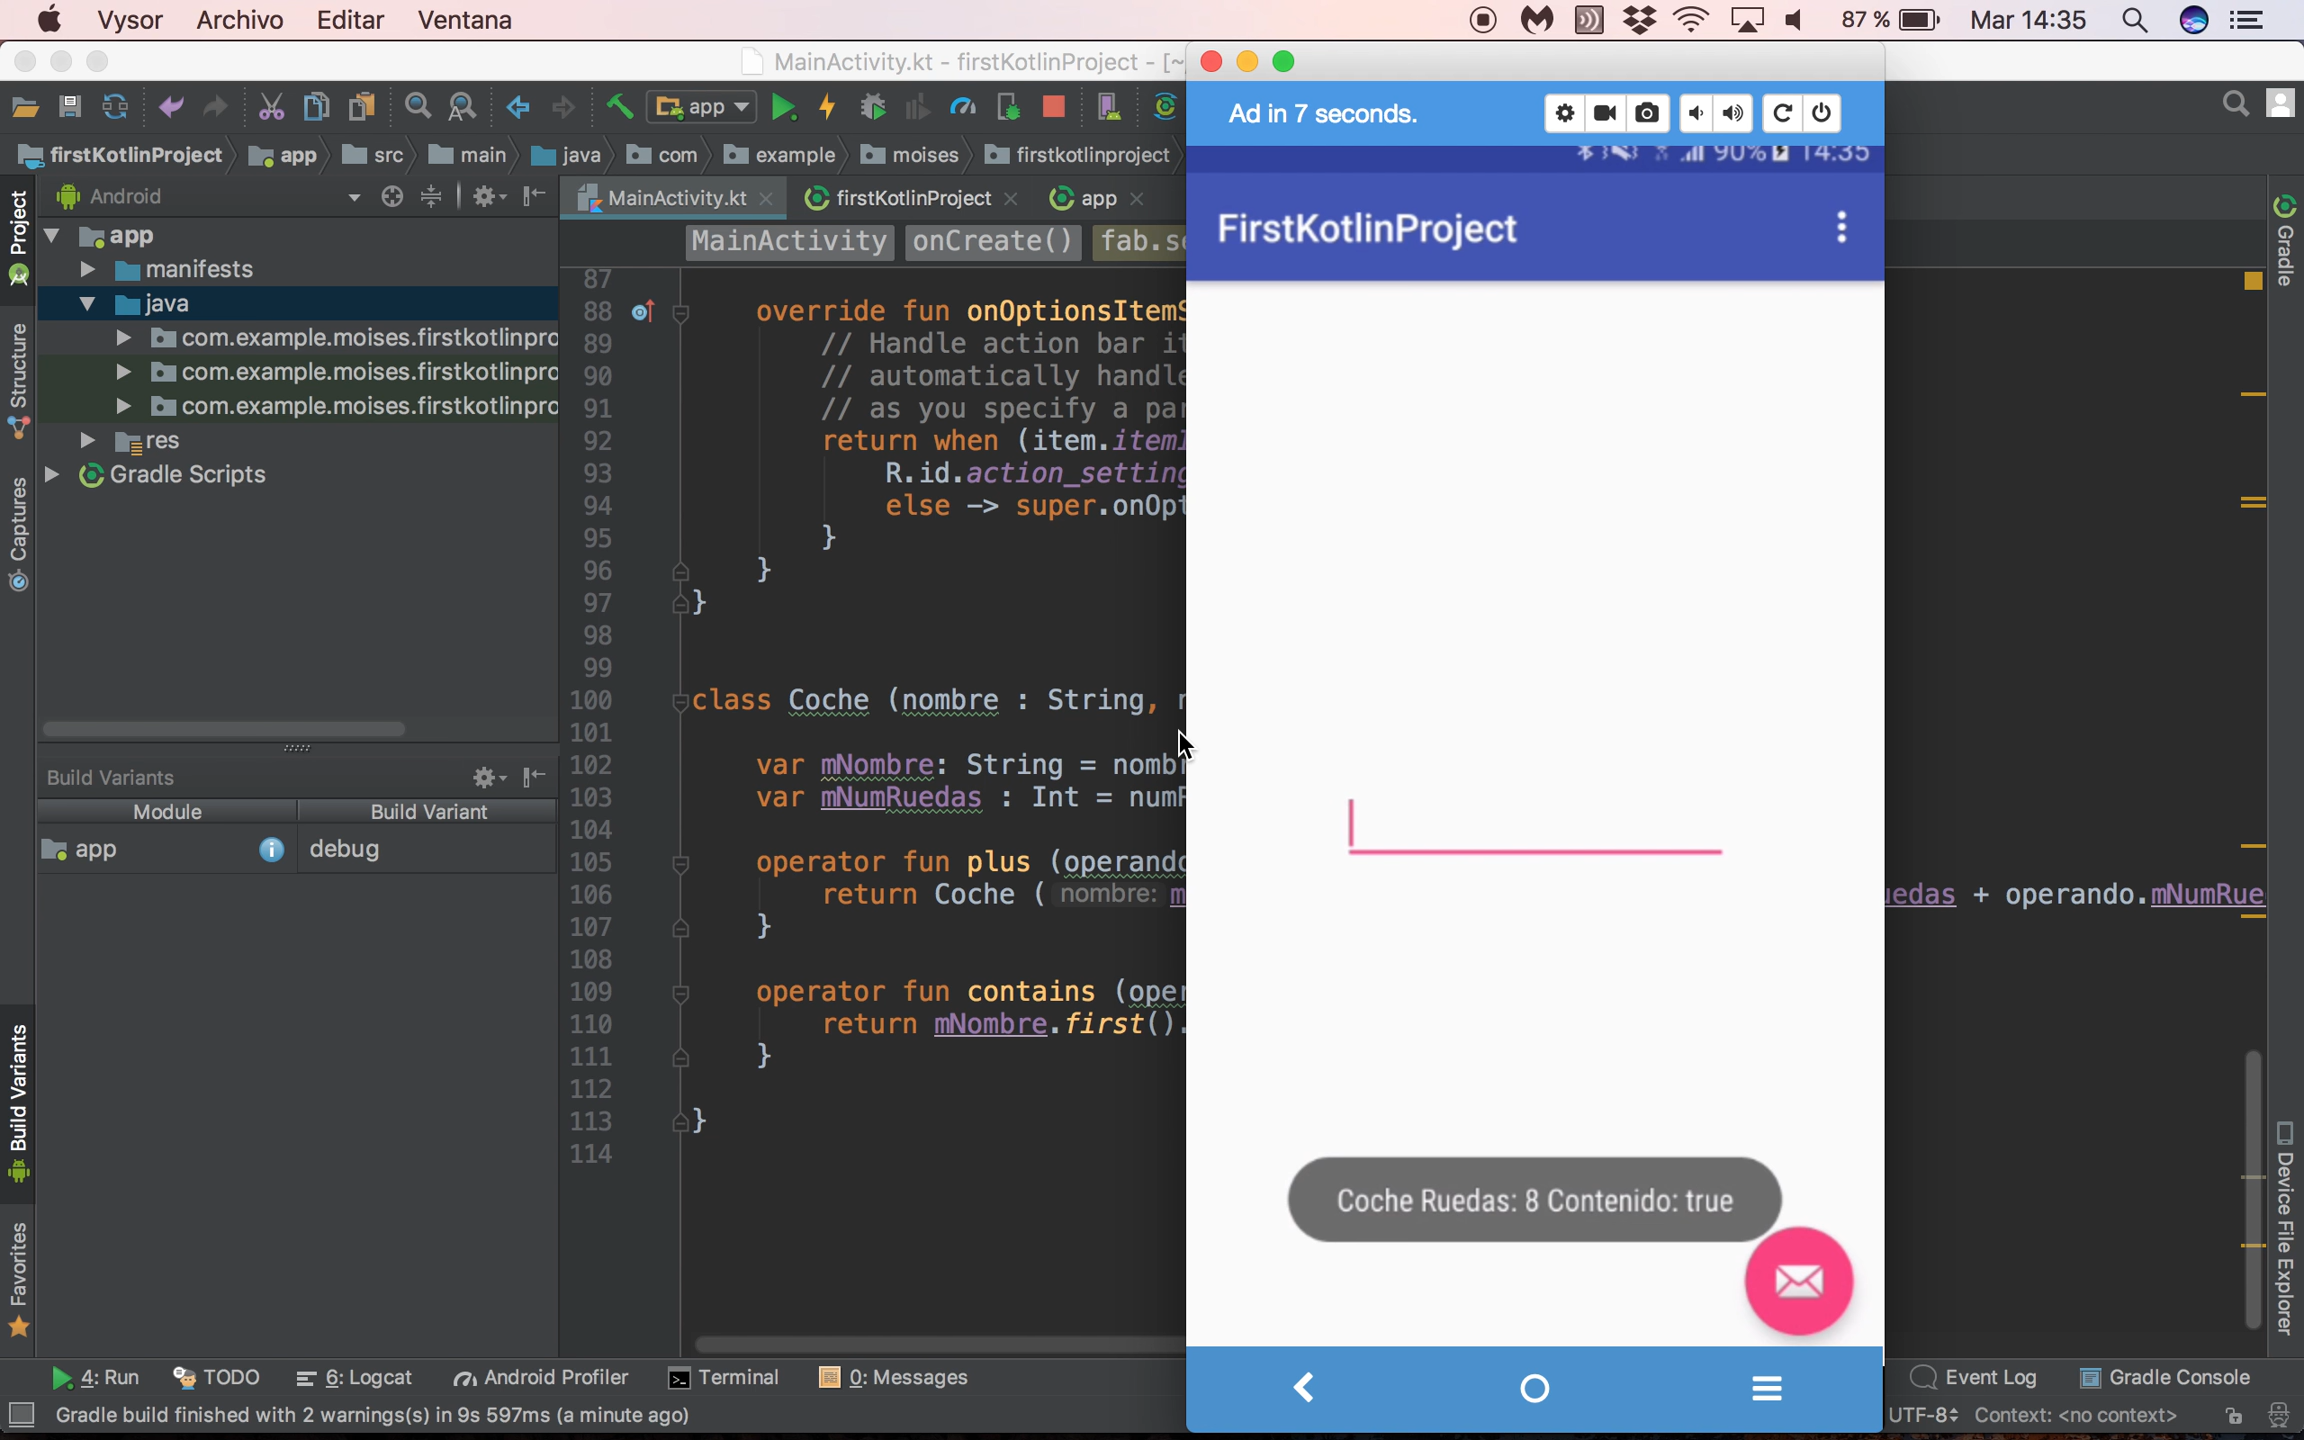 Vysor Archivo Editar Ventana
87 % Mar 14:35
MainActivity.kt - firstKotlinProject - [~
Ad in 7 seconds.
app
90% 14:35
firstKotlinProject app src main java com example moises firstkotlinproject
Android
MainActivity.kt firstKotlinProject app
FirstKotlinProject
MainActivity onCreate()
app
manifests
java
com.example.moises.firstkotlinpro
com.example.moises.firstkotlinpro
com.example.moises.firstkotlinpro
res
Gradle Scripts
Project
Structure
Captures
Build Variants
Favorites
Gradle
Device File Explorer
87
88 override fun onOptionsItemS
89 // Handle action bar it
90 // automatically handle
91 // as you specify a par
92 return when (item.item
93 R.id.action_setting
94 else -> super.onOpt
95 }
96 }
97 }
98
99
100 class Coche (nombre : String,
101
102 var mNombre: String = nomb
103 var mNumRuedas : Int = num
104
105 operator fun plus (operand
106 return Coche ( nombre: m uedas + operando.mNumRue
107 }
108
109 operator fun contains (oper
110 return mNombre.first().
111 }
112
113 }
114
Build Variants
Module Build Variant
app debug
Coche Ruedas: 8 Contenido: true
4: Run TODO 6: Logcat Android Profiler Terminal 0: Messages Event Log Gradle Console
Gradle build finished with 2 warnings(s) in 9s 597ms (a minute ago) UTF-8 Context: <no context>